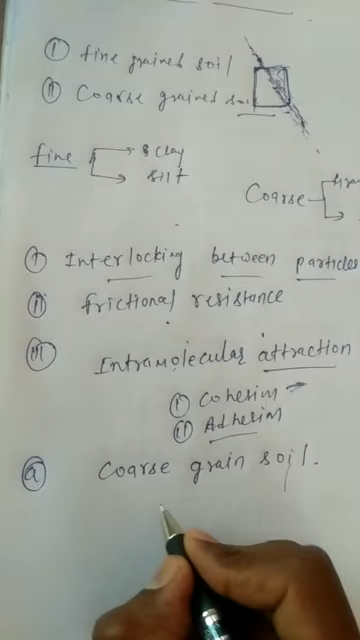 (i) fine grained soil
(ii) Coarse grained soil
fine → Clay
→ silt
Coarse
(i) Interlocking between particles
(ii) frictional resistance
(iii) Intramolecular attraction
(i) Cohesion
(ii) Adhesion
(a) Coarse grain soil.